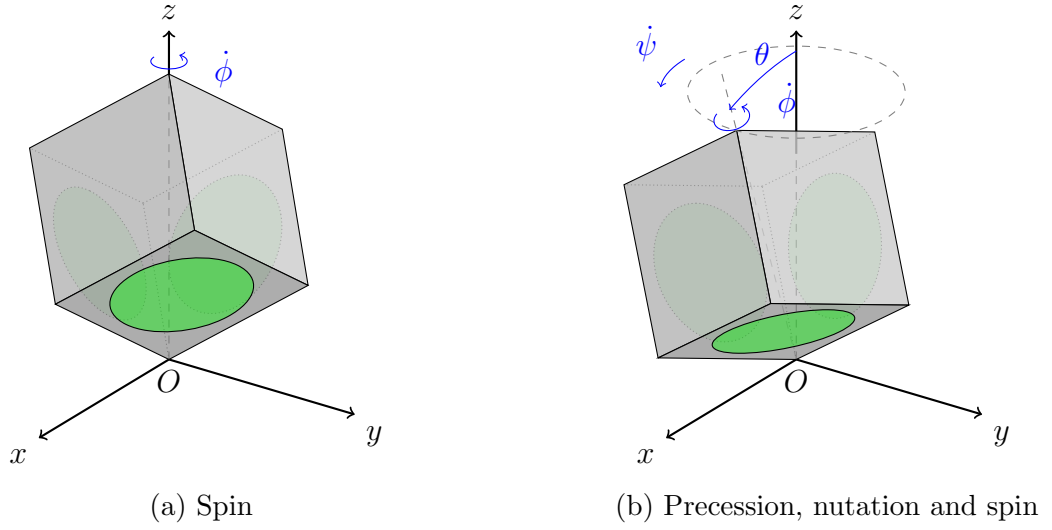 z
z
ϕ̇
ψ̇
θ
ϕ̇
O
O
x
y
x
y
(a) Spin
(b) Precession, nutation and spin